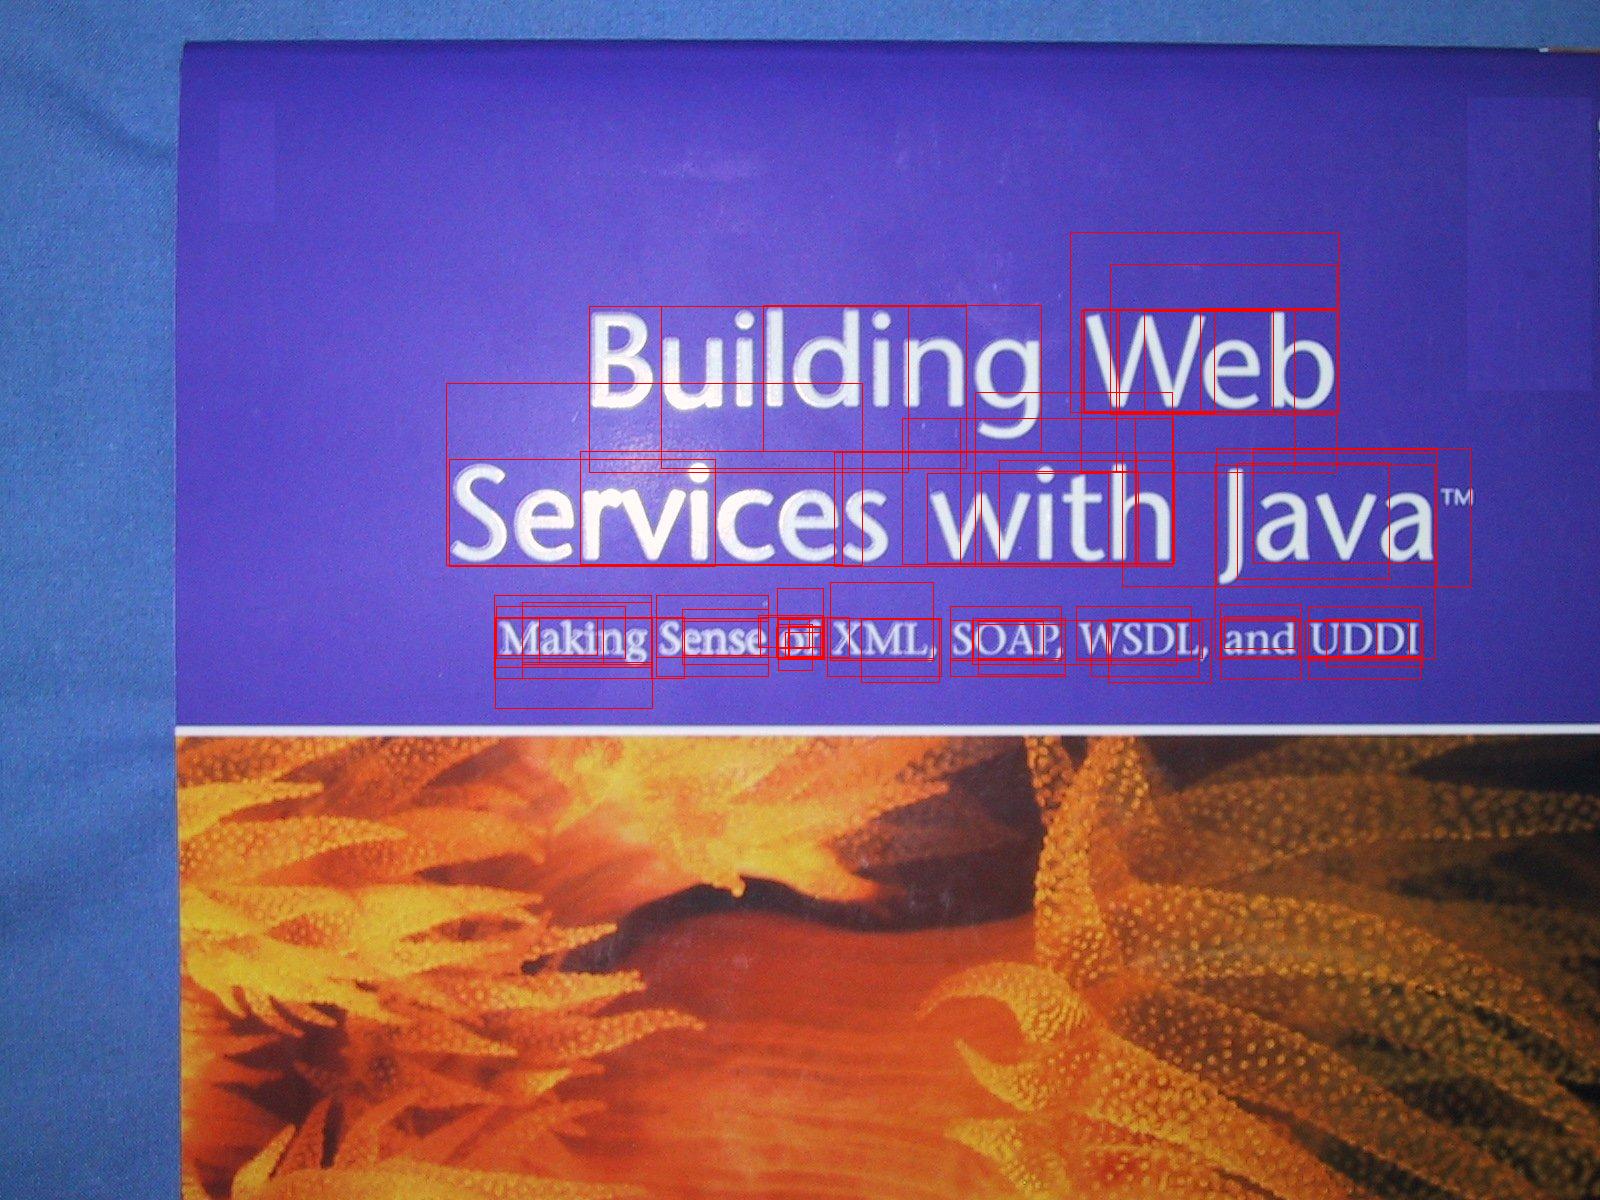 Building Web
Services with Java™
Making Sense of XML, SOAP, WSDL, and UDDI